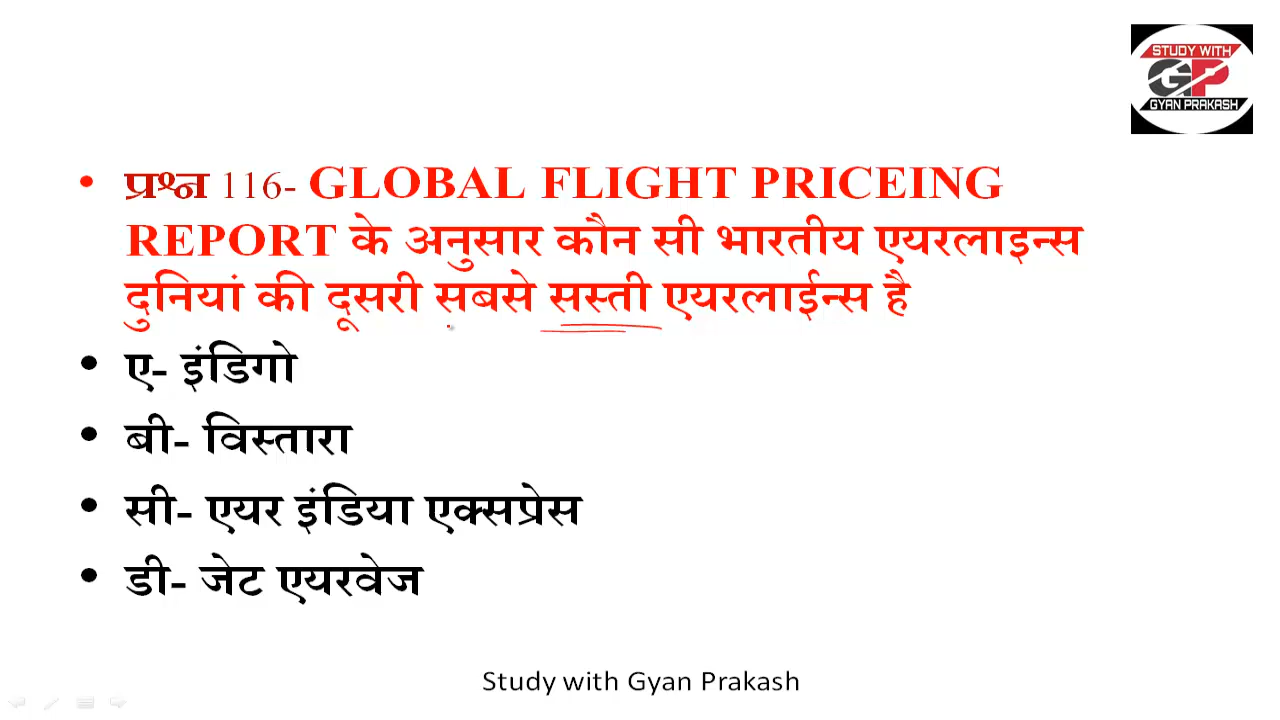 STUDY WITH
GP
GYAN PRAKASH
• प्रश्न 116- GLOBAL FLIGHT PRICEING
REPORT के अनुसार कौन सी भारतीय एयरलाइन्स
दुनियां की दूसरी सबसे सस्ती एयरलाईन्स है
• ए- इंडिगो
• बी- विस्तारा
• सी- एयर इंडिया एक्सप्रेस
• डी- जेट एयरवेज
Study with Gyan Prakash